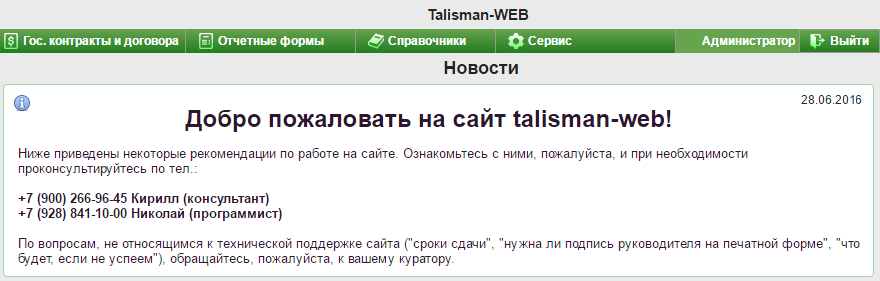 Talisman-WEB
Гос. контракты и договора Отчетные формы Справочники Сервис Администратор Выйти
Новости
28.06.2016
Добро пожаловать на сайт talisman-web!
Ниже приведены некоторые рекомендации по работе на сайте. Ознакомьтесь с ними, пожалуйста, и при необходимости
проконсультируйтесь по тел.:
+7 (900) 266-96-45 Кирилл (консультант)
+7 (928) 841-10-00 Николай (программист)
По вопросам, не относящимся к технической поддержке сайта ("сроки сдачи", "нужна ли подпись руководителя на печатной форме", "что
будет, если не успеем"), обращайтесь, пожалуйста, к вашему куратору.